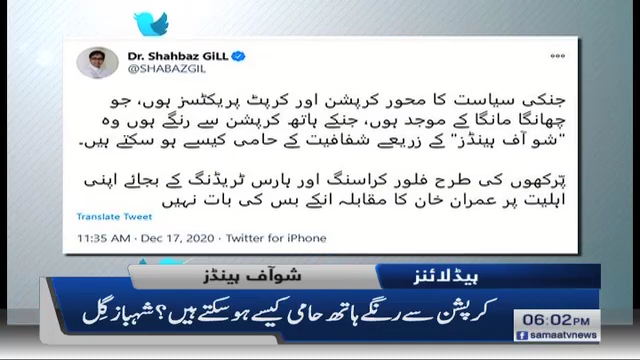 Dr. Shahbaz GiLL
@SHABAZGIL
جنکی سیاست کا محور کرپشن اور کرپٹ پریکٹسز ہوں، جو
چھانگا مانگا کے موجد ہوں، جنکے ہاتھ کرپشن سے رنگے ہوں وہ
"شو آف ہینڈز" کے زریعے شفافیت کے حامی کیسے ہو سکتے ہیں۔
پّرکھوں کی طرح فلور کراسنگ اور ہارس ٹریڈنگ کے بجائے اپنی
اہلیت پر عمران خان کا مقابلہ انکے بس کی بات نہیں
Translate Tweet
11:35 AM · Dec 17, 2020 · Twitter for iPhone
ہیڈلائنز
شوآف ہینڈز
کرپشن سے رنگے ہاتھ حامی کیسے ہوسکتے ہیں؟ شہباز گِل
06:02PM
f samaatvnews